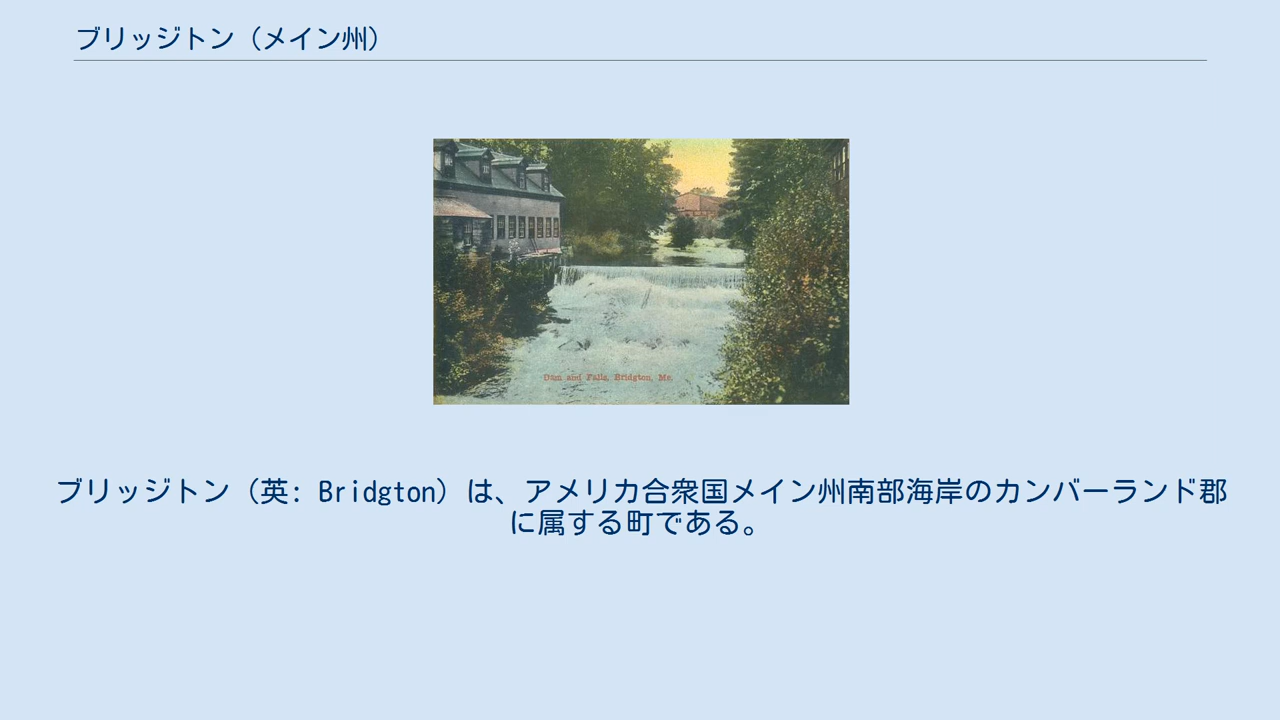 ブリッジトン（メイン州）
Dam and Falls, Bridgton, Me.
ブリッジトン（英: Bridgton）は、アメリカ合衆国メイン州南部海岸のカンバーランド郡
に属する町である。